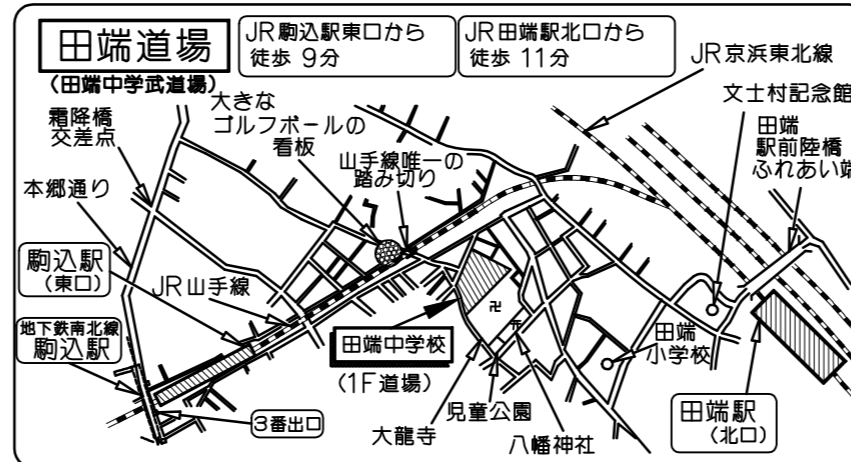 田端道場
(田端中学武道場)
JR駒込駅東口から
徒歩 9分
JR田端駅北口から
徒歩 11分
JR京浜東北線
文士村記念館
田端
駅前陸橋
ふれあい端
霜降橋
交差点
大きな
ゴルフボールの
看板
山手線唯一の
踏み切り
本郷通り
駒込駅
(東口)
JR山手線
地下鉄南北線
駒込駅
3番出口
田端中学校
(1F道場)
卍
大龍寺
児童公園
八幡神社
田端
小学校
田端駅
(北口)